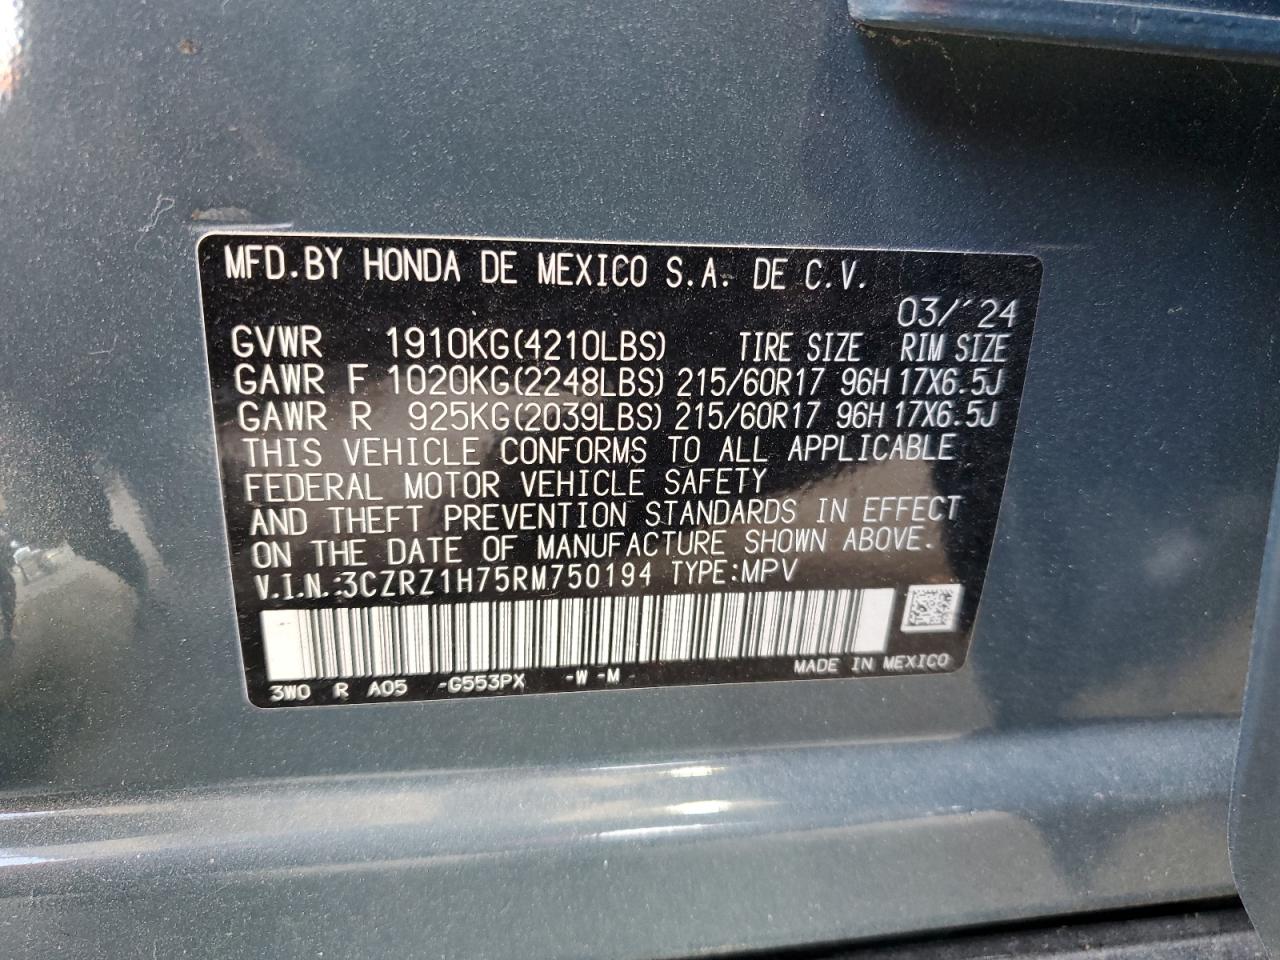 MFD.BY HONDA DE MEXICO S.A. DE C.V.
03/ 24
GVWR 1910KG(4210LBS) TIRE SIZE RIM SIZE
GAWR F 1020KG(2248LBS) 215/60R17 96H 17X6.5J
GAWR R 925KG(2039LBS) 215/60R17 96H 17X6.5J
THIS VEHICLE CONFORMS TO ALL APPLICABLE
FEDERAL MOTOR VEHICLE SAFETY
AND THEFT PREVENTION STANDARDS IN EFFECT
ON THE DATE OF MANUFACTURE SHOWN ABOVE.
V.I.N.:3CZRZ1H75RM750194 TYPE:MPV
MADE IN MEXICO
3W0 R A05 -G553PX -W -M-